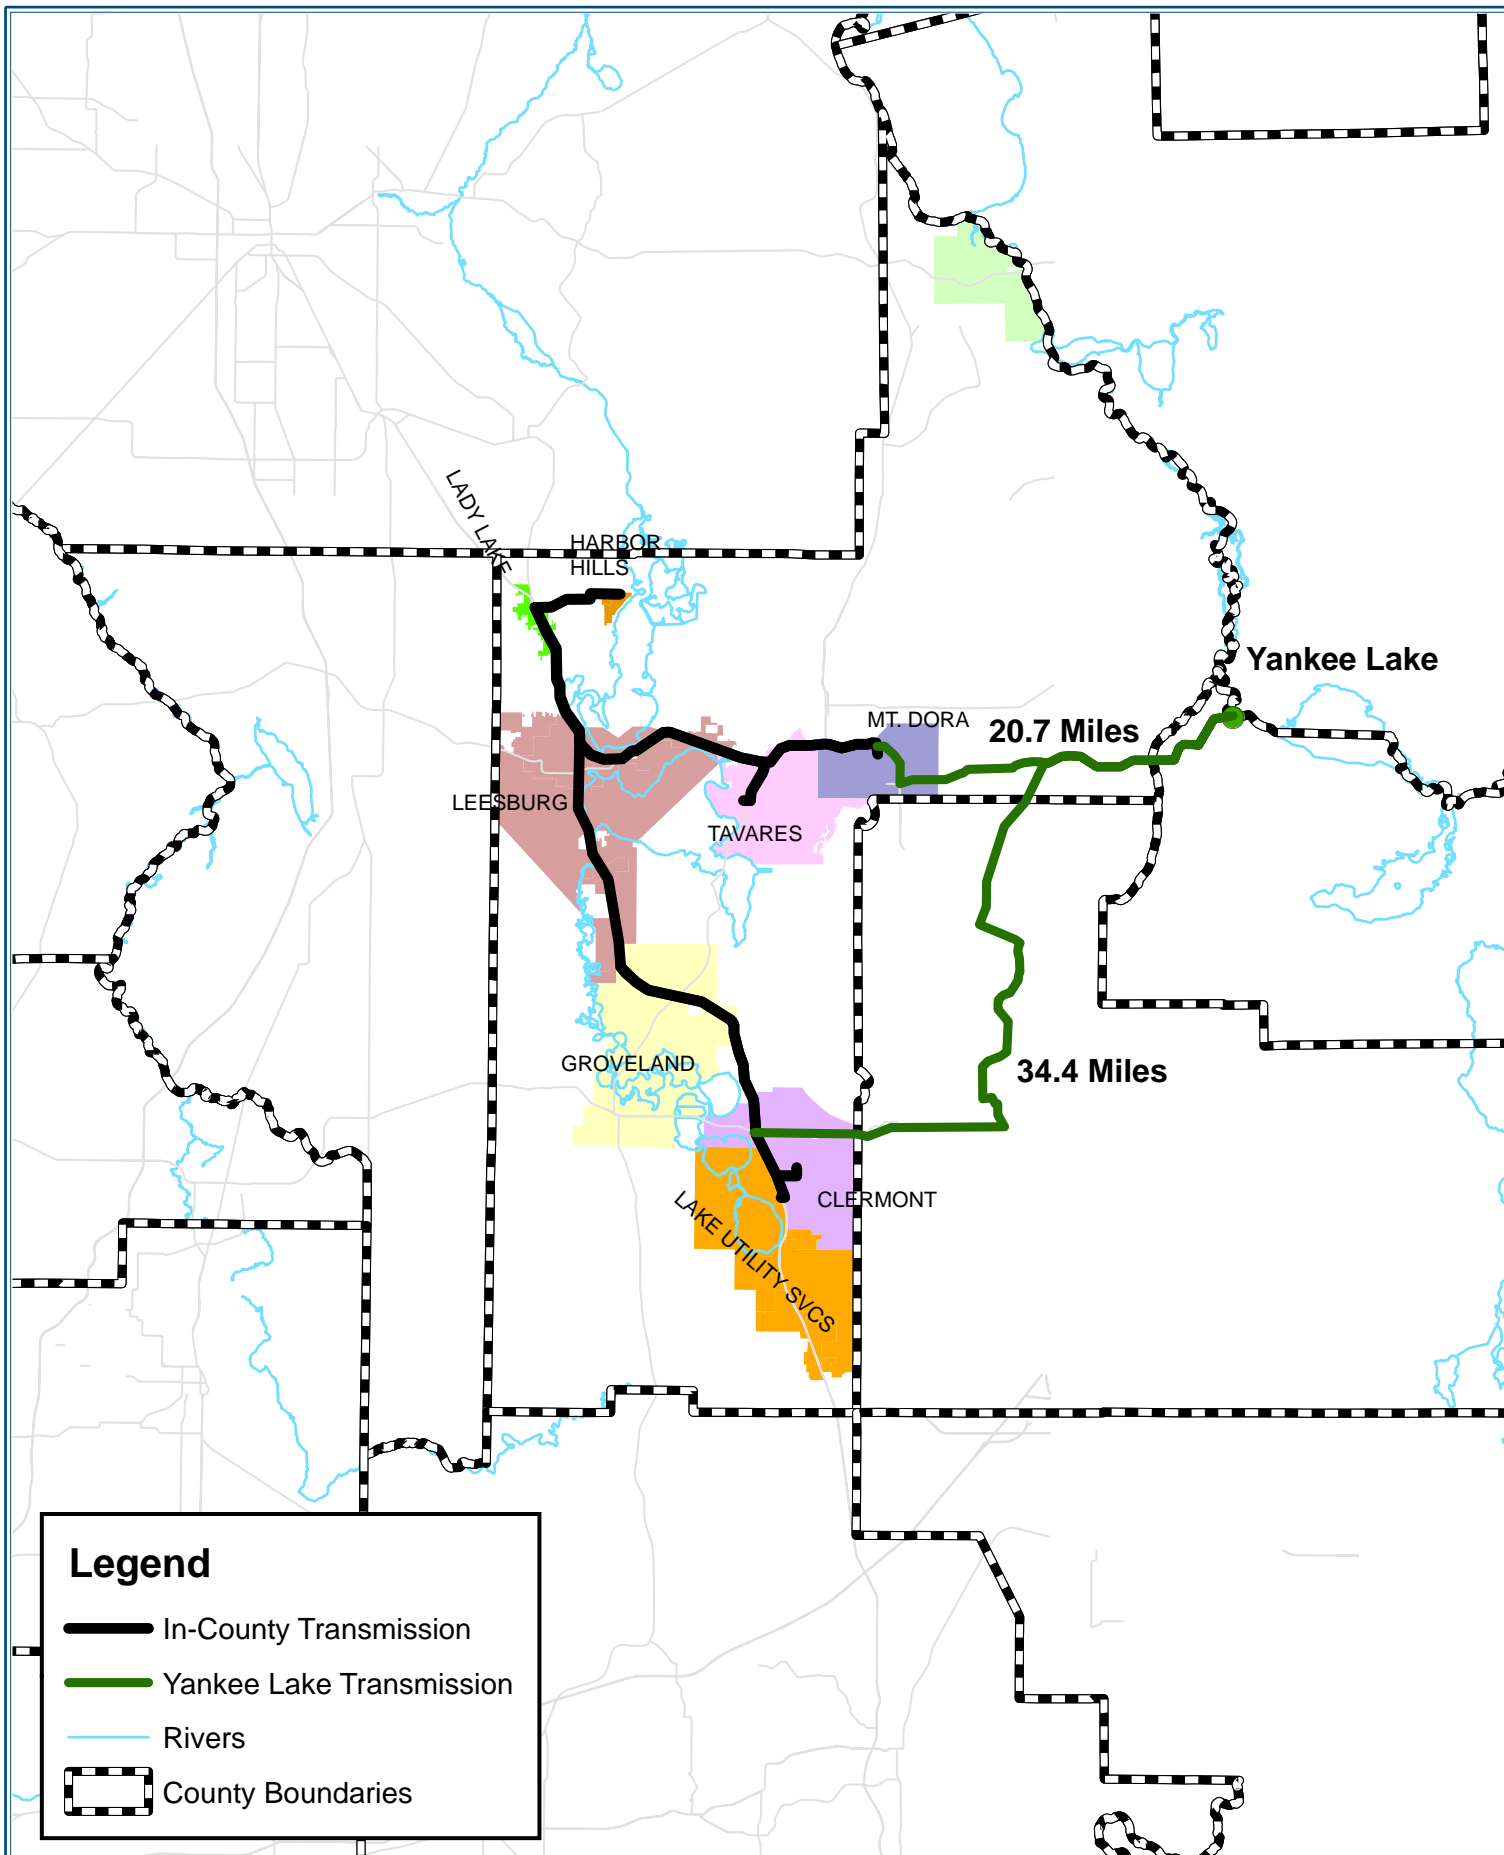 LADY LAKE
HARBOR
HILLS
Yankee Lake
MT. DORA
20.7 Miles
LEESBURG
TAVARES
GROVELAND
34.4 Miles
CLERMONT
LAKE UTILITY SVCS
Legend
In-County Transmission
Yankee Lake Transmission
Rivers
County Boundaries